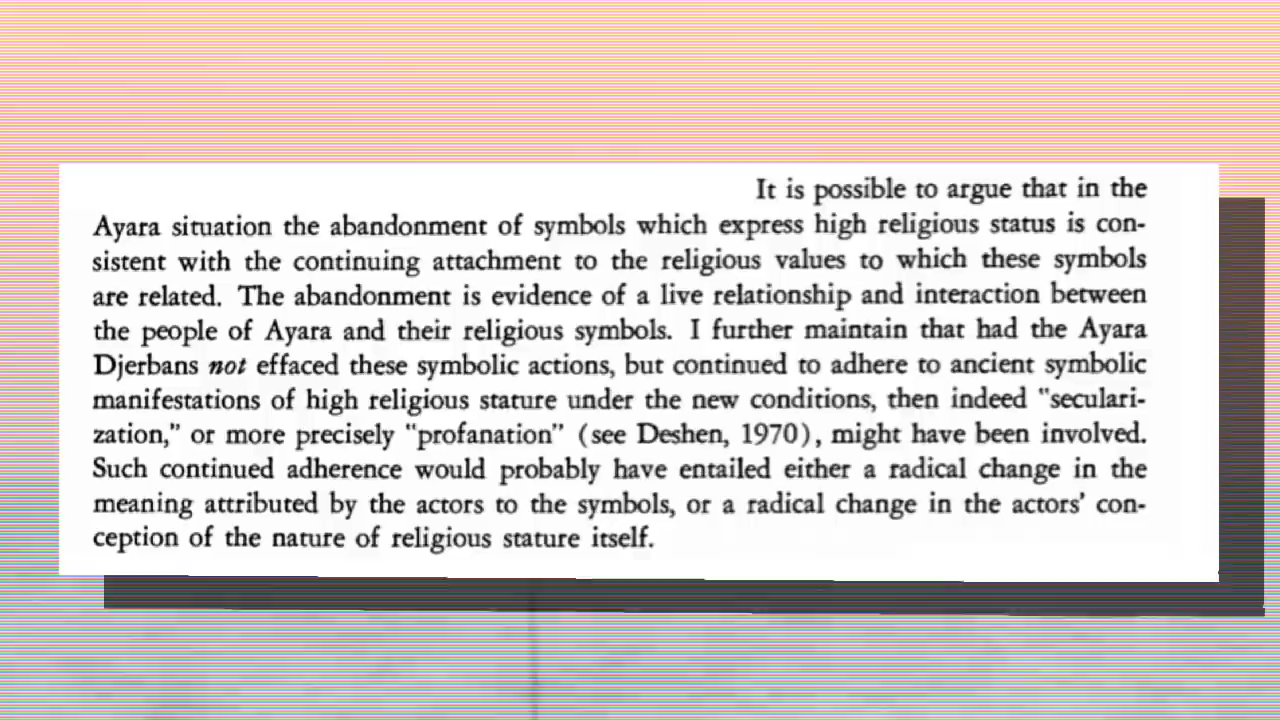 It is possible to argue that in the
Ayara situation the abandonment of symbols which express high religious status is con-
sistent with the continuing attachment to the religious values to which these symbols
are related. The abandonment is evidence of a live relationship and interaction between
the people of Ayara and their religious symbols. I further maintain that had the Ayara
Djerbans not effaced these symbolic actions, but continued to adhere to ancient symbolic
manifestations of high religious stature under the new conditions, then indeed "seculari-
zation," or more precisely "profanation" (see Deshen, 1970), might have been involved.
Such continued adherence would probably have entailed either a radical change in the
meaning attributed by the actors to the symbols, or a radical change in the actors' con-
ception of the nature of religious stature itself.